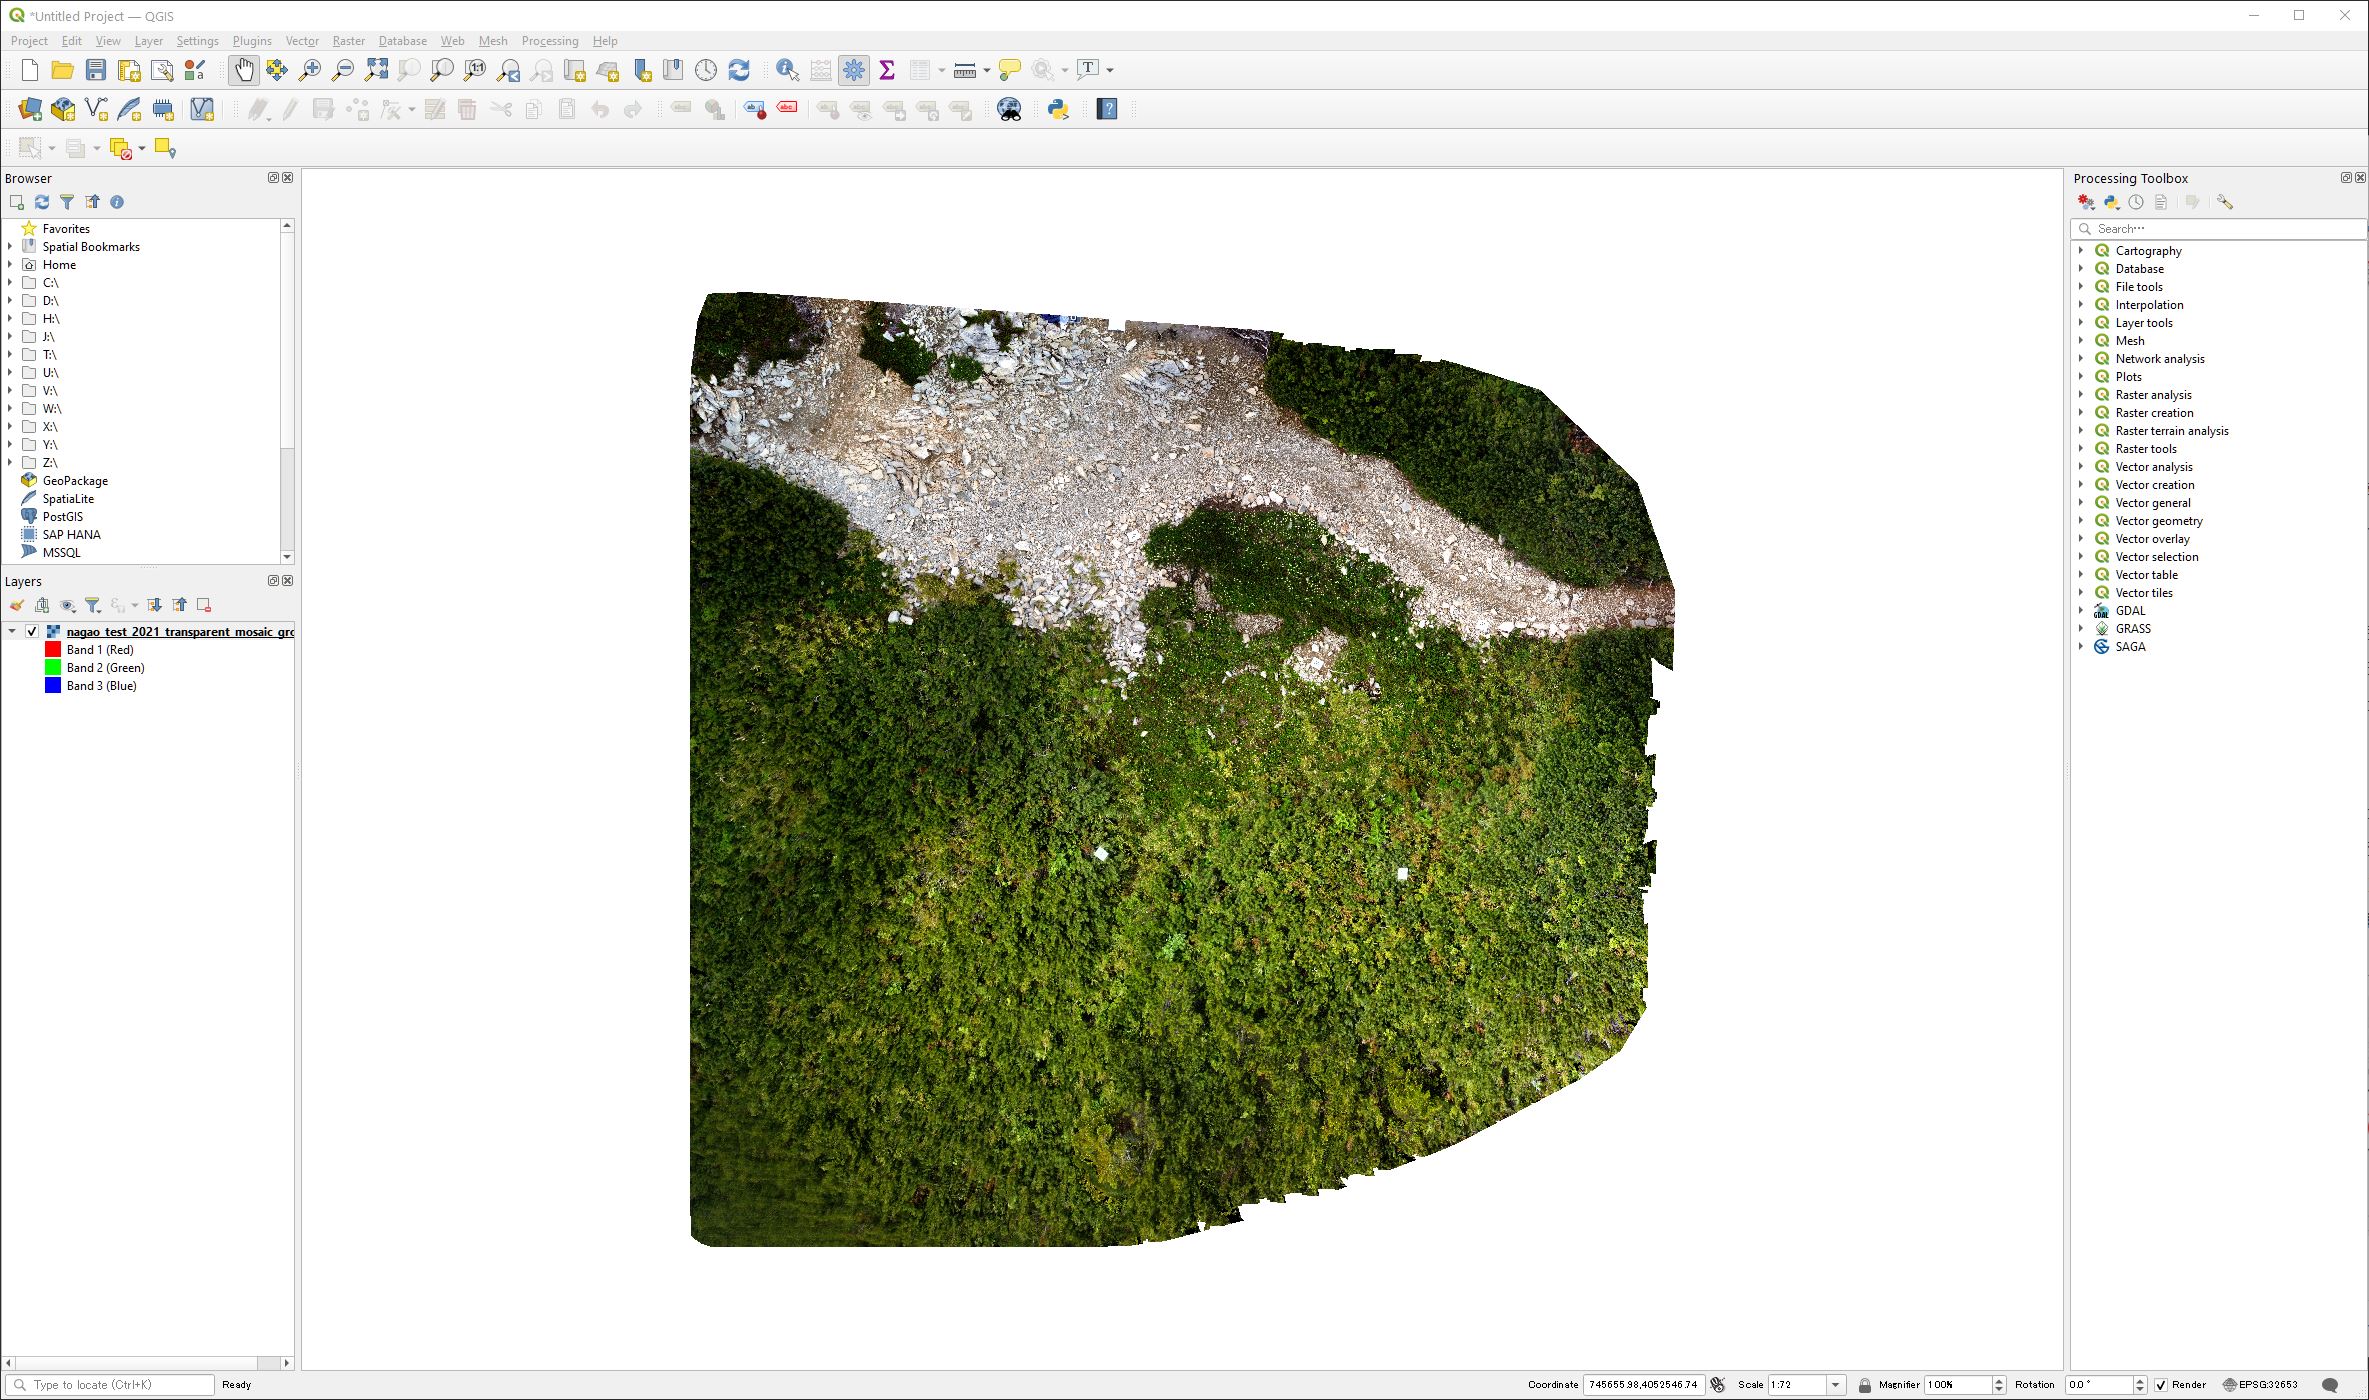 *Untitled Project — QGIS
Project Edit View Layer Settings Plugins Vector Raster Database Web Mesh Processing Help
Browser
Favorites
Spatial Bookmarks
Home
C:\
D:\
H:\
J:\
T:\
U:\
V:\
W:\
X:\
Y:\
Z:\
GeoPackage
SpatiaLite
PostGIS
SAP HANA
MSSQL
Layers
nagao_test_2021_transparent_mosaic_gro
Band 1 (Red)
Band 2 (Green)
Band 3 (Blue)
Processing Toolbox
Search…
Cartography
Database
File tools
Interpolation
Layer tools
Mesh
Network analysis
Plots
Raster analysis
Raster creation
Raster terrain analysis
Raster tools
Vector analysis
Vector creation
Vector general
Vector geometry
Vector overlay
Vector selection
Vector table
Vector tiles
GDAL
GRASS
SAGA
Type to locate (Ctrl+K) Ready Coordinate 745655.98,4052546.74 Scale 1:72 Magnifier 100% Rotation 0.0 ° Render EPSG:32653